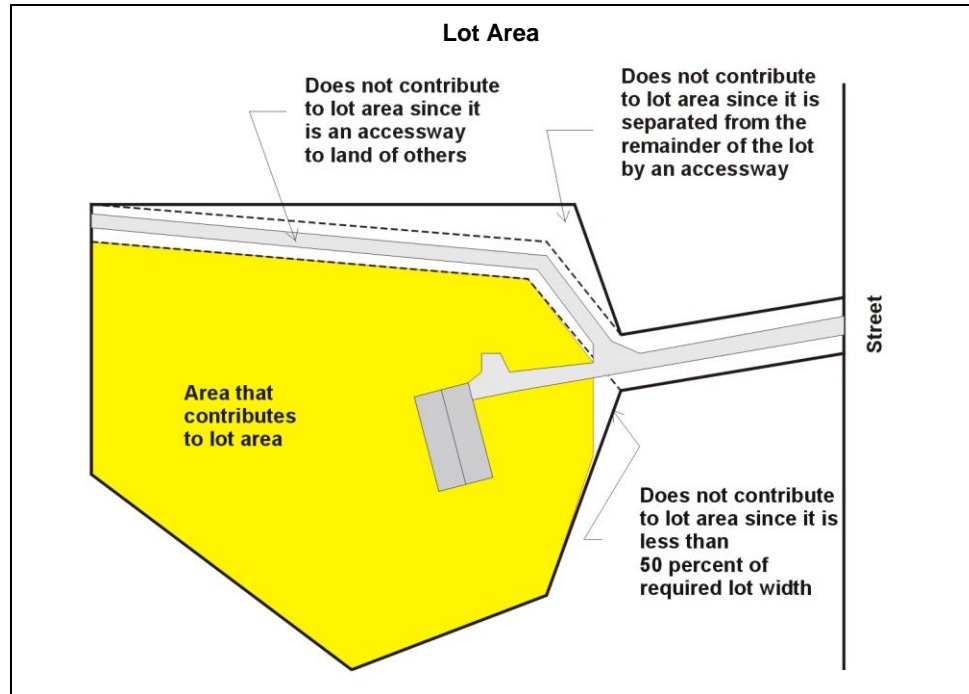 Lot Area
Does not contribute
to lot area since it
is an accessway
to land of others
Does not contribute
to lot area since it is
separated from the
remainder of the lot
by an accessway
Street
Area that
contributes
to lot area
Does not contribute
to lot area since it is
less than
50 percent of
required lot width